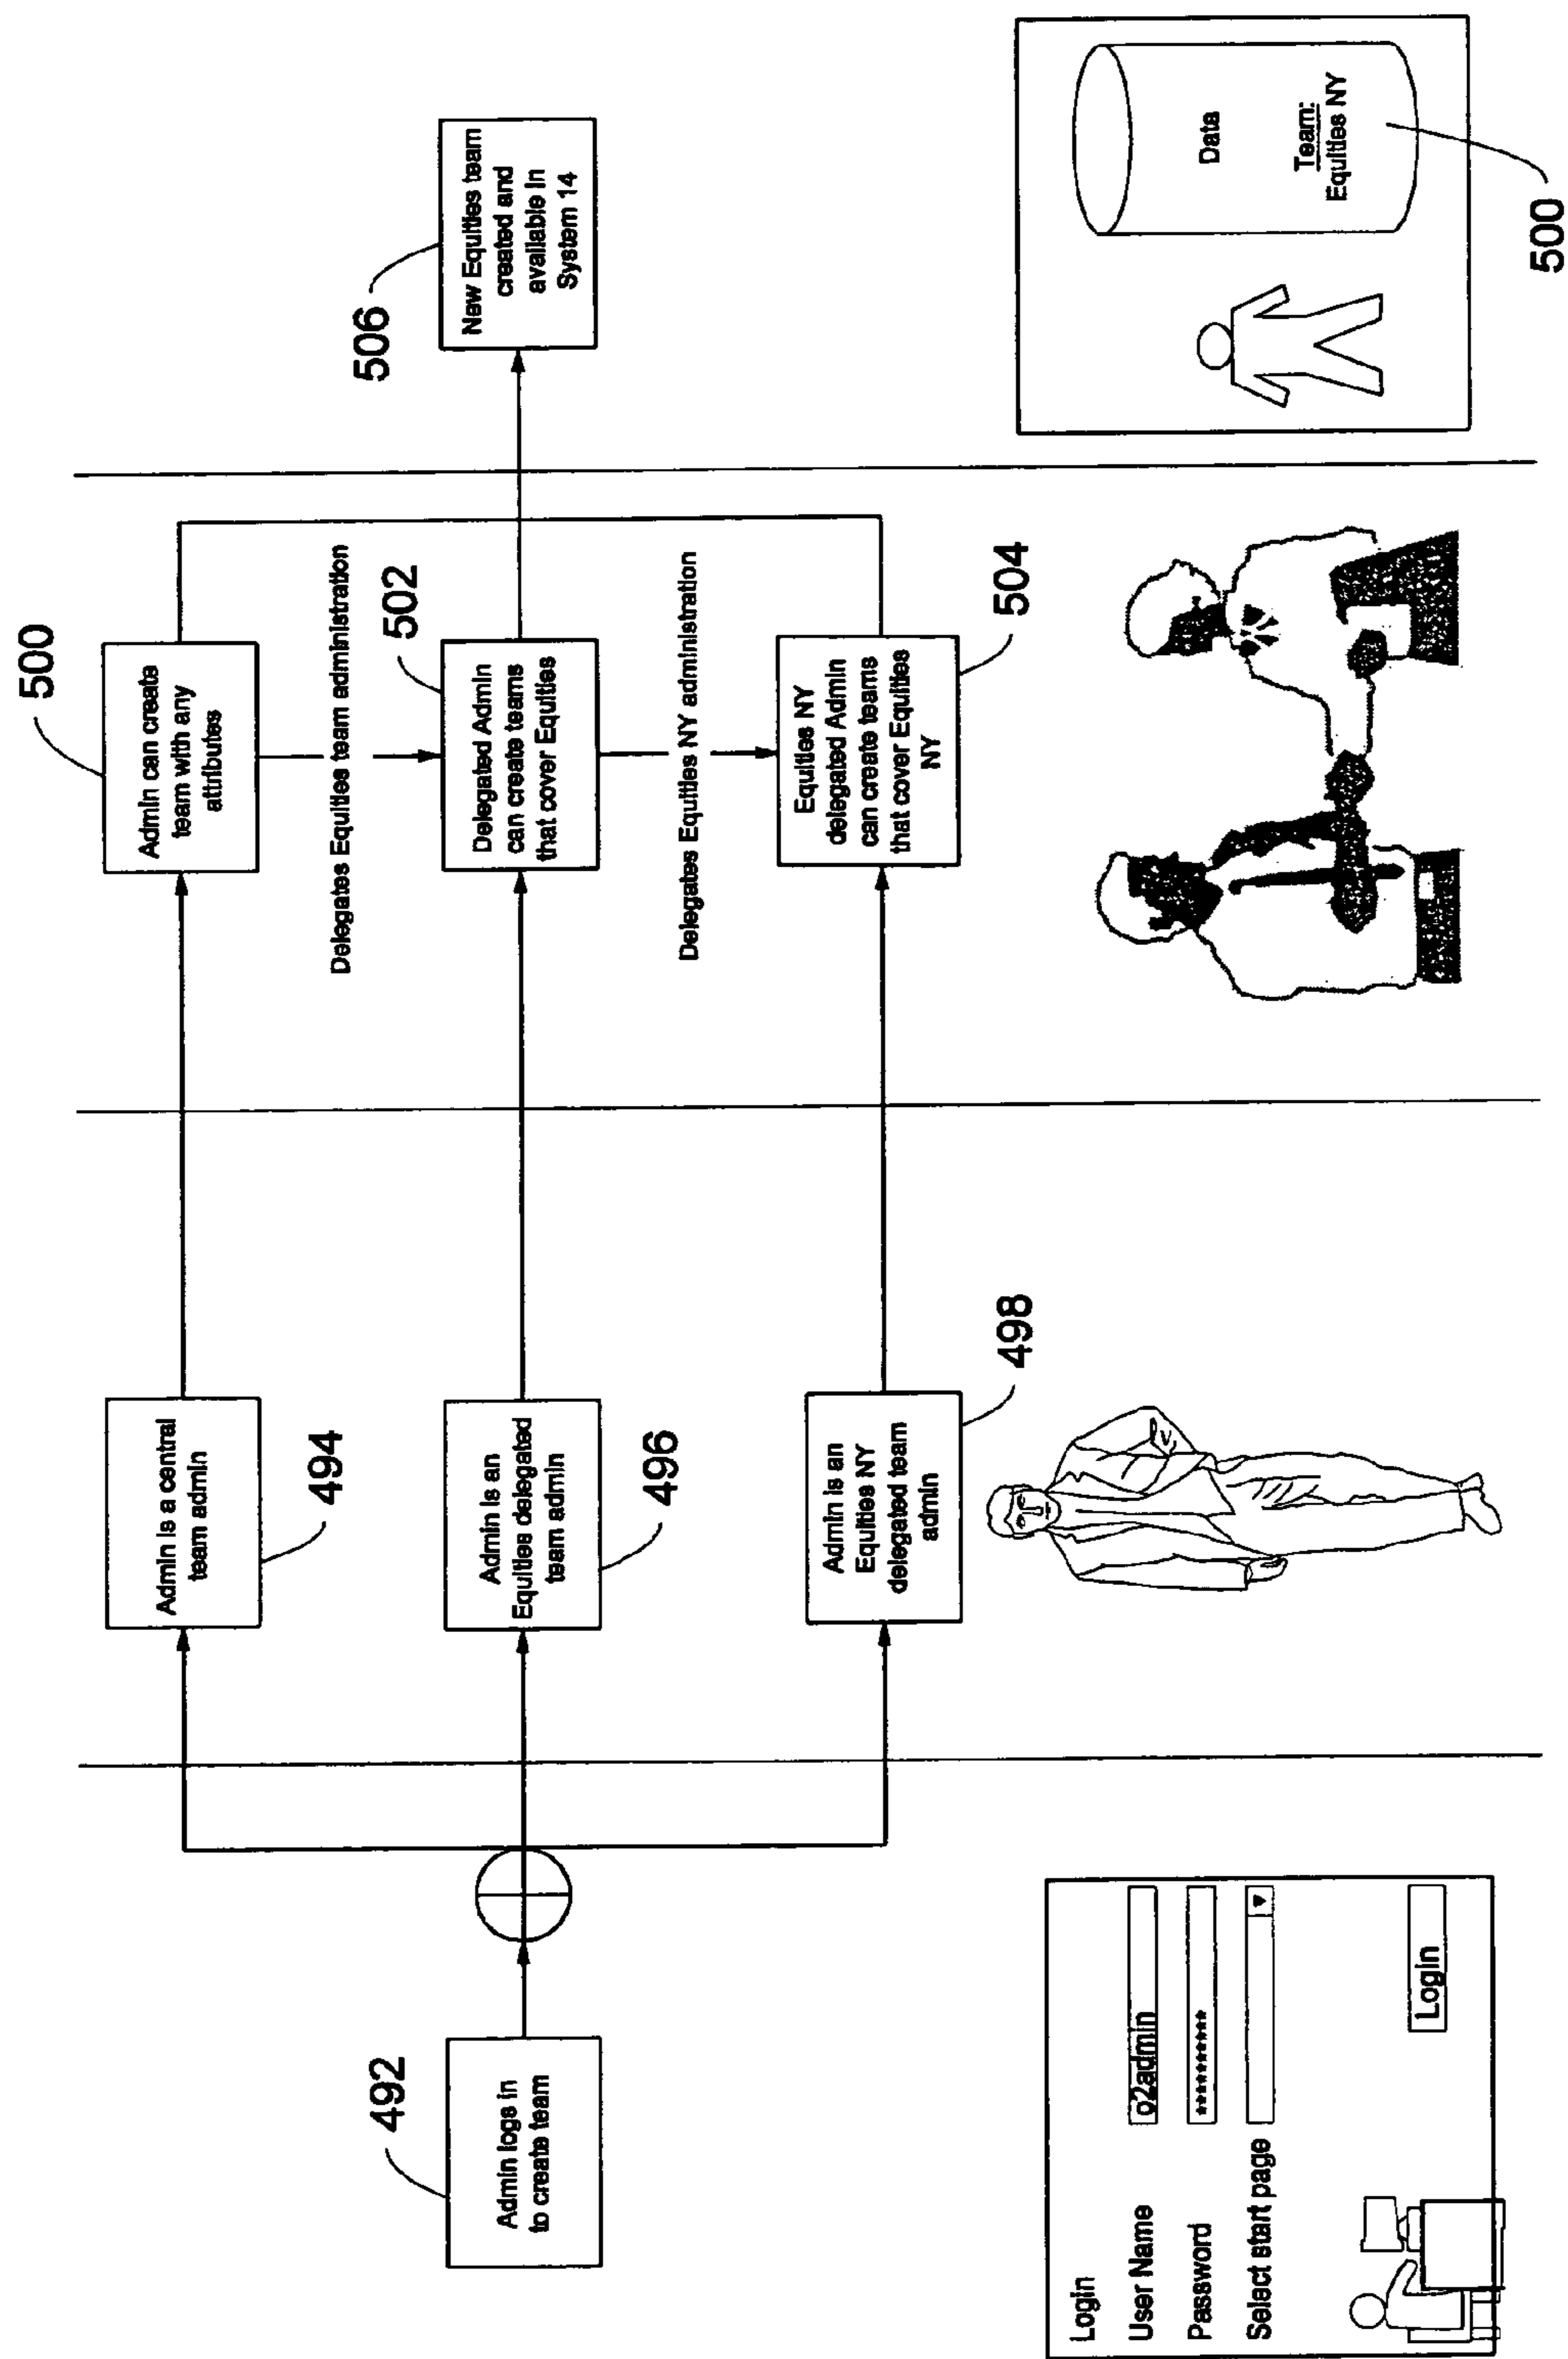 492
Admin logs in
to create team
Admin is a central
team admin
494
Admin is an
Equities delegated
team admin
496
Admin is an
Equities NY
delegated team
admin
498
500
Admin can create
team with any
attributes
Delegates Equities team administration
502
Delegated Admin
can create teams
that cover Equities
Delegates Equities NY administration
Equities NY
delegated Admin
can create teams
that cover Equities
NY
504
506
New Equities team
created and
available in
System 14
Login
User Name
o2admin
Password
**********
Select start page
Login
Data
Team:
Equities NY
500